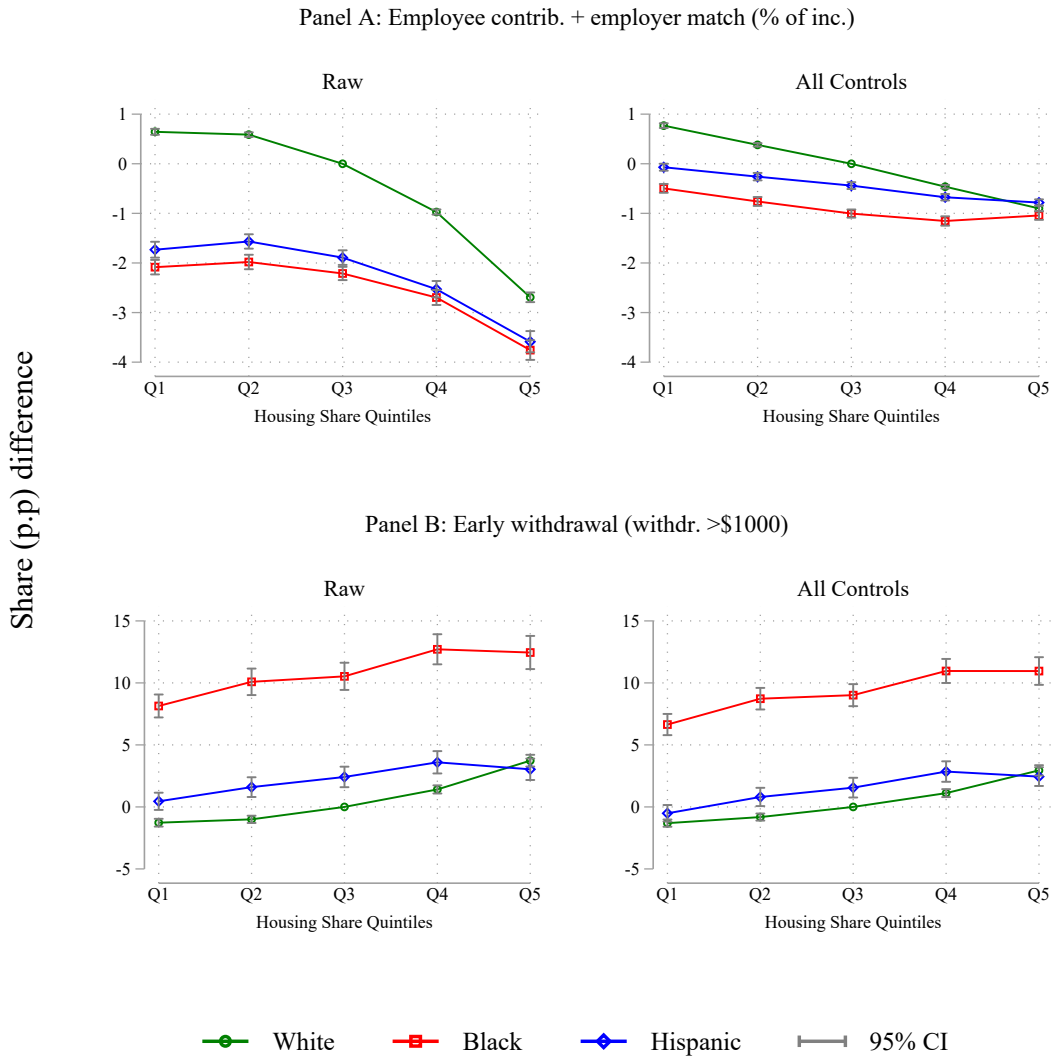 Panel A: Employee contrib. + employer match (% of inc.)
Raw
1
0
-1
-2
-3
-4
Q1 Q2 Q3 Q4 Q5
Housing Share Quintiles
All Controls
1
0
-1
-2
-3
-4
Q1 Q2 Q3 Q4 Q5
Housing Share Quintiles
Share (p.p) difference
Panel B: Early withdrawal (withdr. >$1000)
Raw
15
10
5
0
-5
Q1 Q2 Q3 Q4 Q5
Housing Share Quintiles
All Controls
15
10
5
0
-5
Q1 Q2 Q3 Q4 Q5
Housing Share Quintiles
White Black Hispanic 95% CI